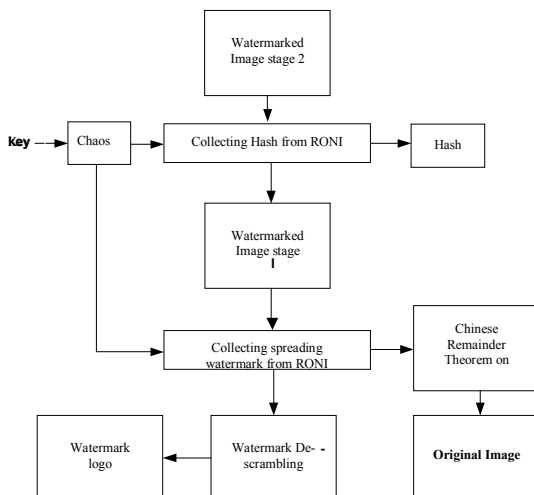 Watermarked
Image stage 2
Key
Chaos
Collecting Hash from RONI
Hash
Watermarked
Image stage
1
Collecting spreading
watermark from RONI
Chinese
Remainder
Theorem on
Watermark
logo
Watermark De-
scrambling
Original Image